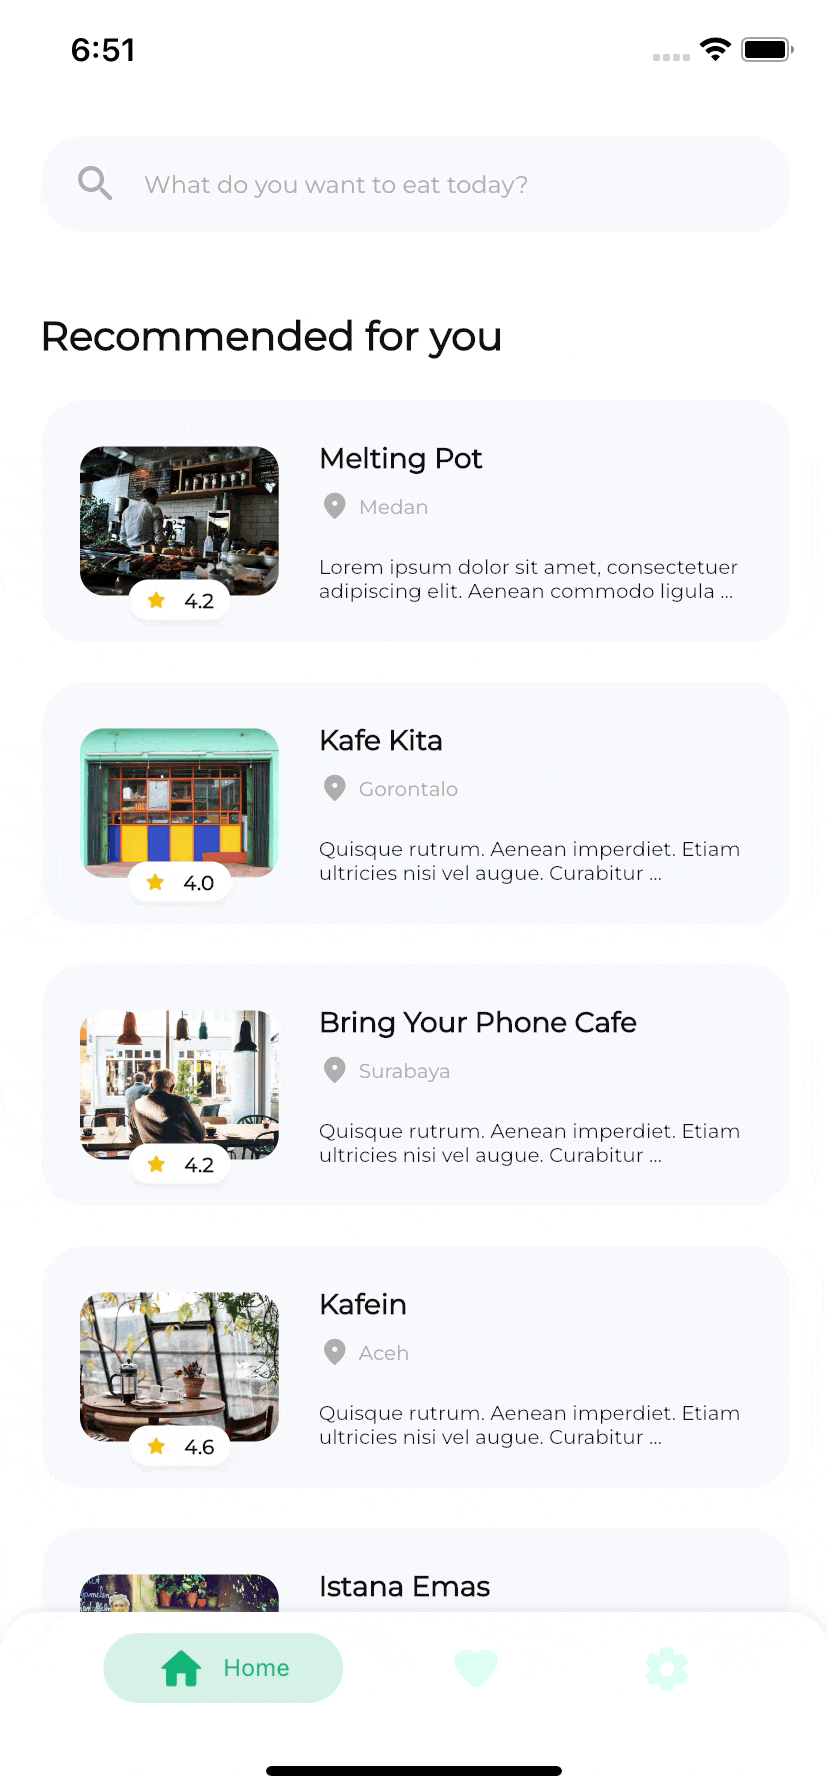 6:51
What do you want to eat today?
Recommended for you
Melting Pot
Medan
Lorem ipsum dolor sit amet, consectetuer
adipiscing elit. Aenean commodo ligula ...
4.2
Kafe Kita
Gorontalo
Quisque rutrum. Aenean imperdiet. Etiam
ultricies nisi vel augue. Curabitur ...
4.0
Bring Your Phone Cafe
Surabaya
Quisque rutrum. Aenean imperdiet. Etiam
ultricies nisi vel augue. Curabitur ...
4.2
Kafein
Aceh
Quisque rutrum. Aenean imperdiet. Etiam
ultricies nisi vel augue. Curabitur ...
4.6
Istana Emas
Home